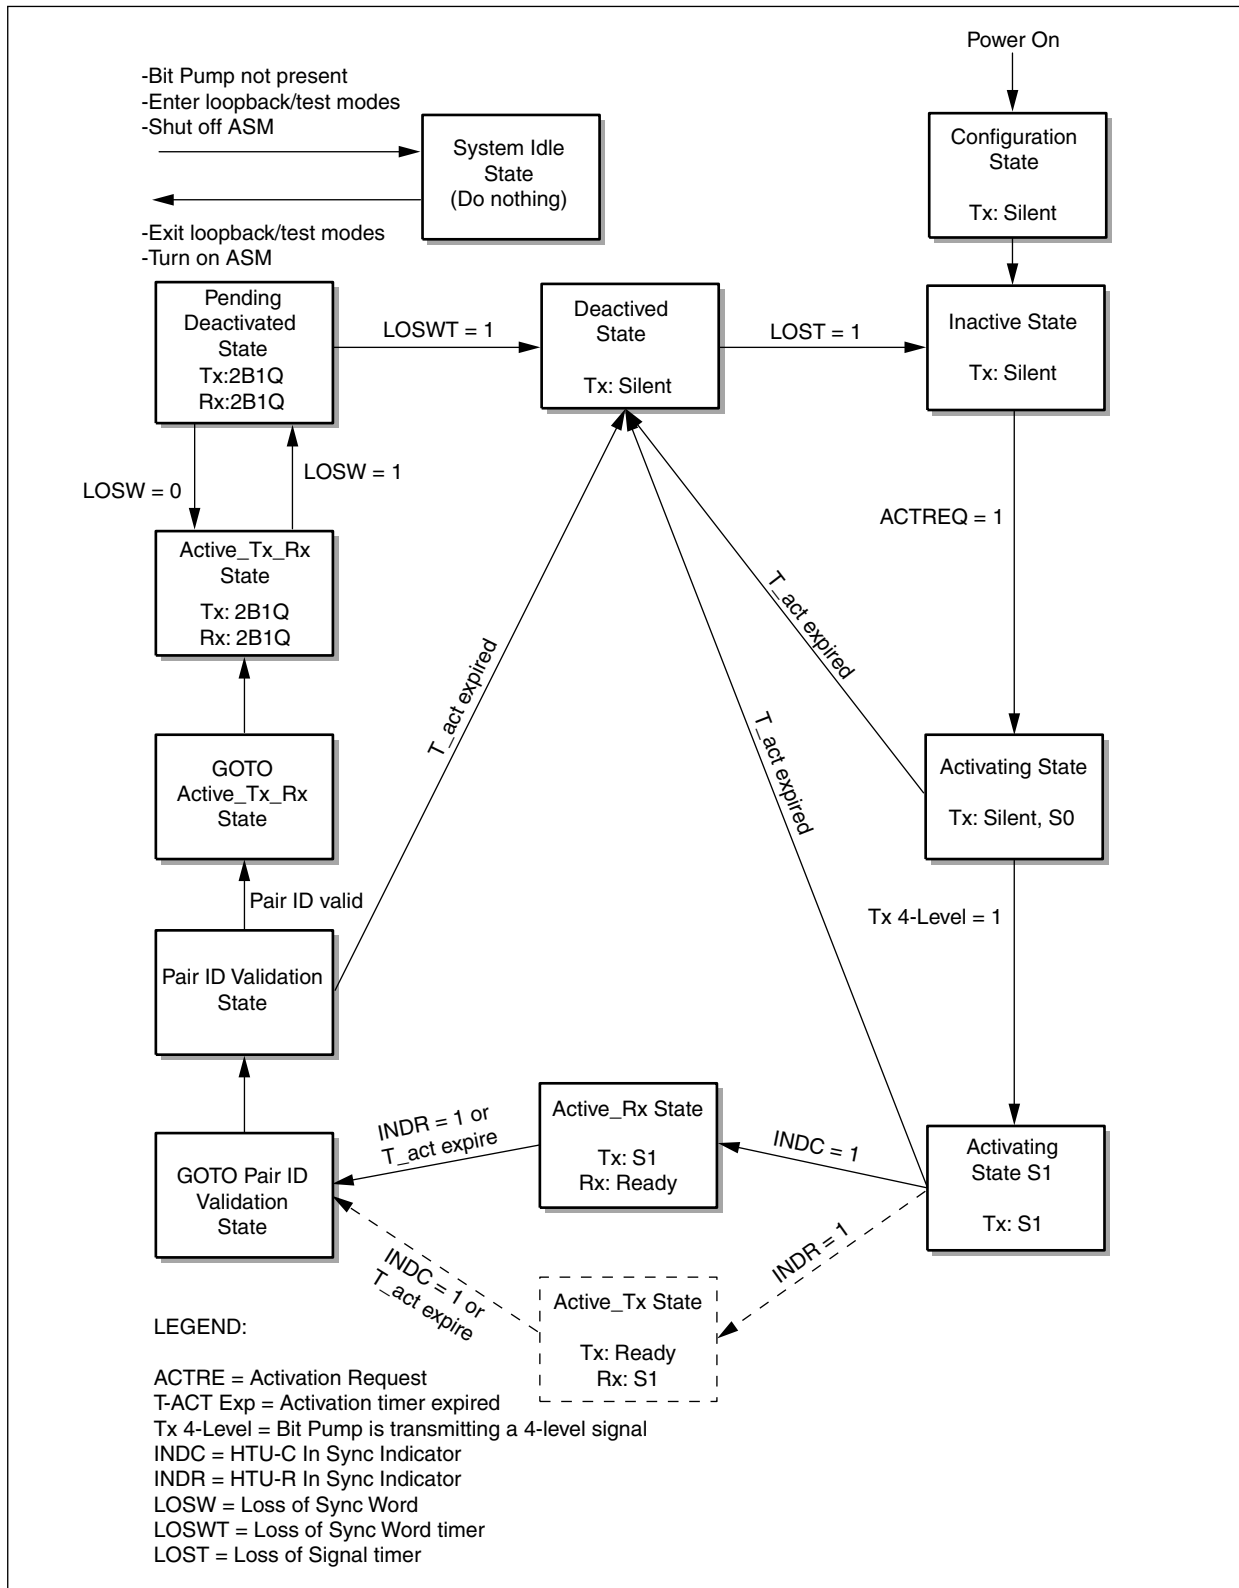 Power On
-Bit Pump not present
-Enter loopback/test modes
-Shut off ASM
System Idle
State
(Do nothing)
Configuration
State
Tx: Silent
-Exit loopback/test modes
-Turn on ASM
Pending
Deactivated
State
Tx:2B1Q
Rx:2B1Q
LOSWT = 1
Deactived
State
Tx: Silent
LOST = 1
Inactive State
Tx: Silent
LOSW = 0
LOSW = 1
ACTREQ = 1
Active_Tx_Rx
State
Tx: 2B1Q
Rx: 2B1Q
T_act expired
T_act expired
T_act expired
GOTO
Active_Tx_Rx
State
Activating State
Tx: Silent, S0
Pair ID valid
Tx 4-Level = 1
Pair ID Validation
State
GOTO Pair ID
Validation
State
INDR = 1 or
T_act expire
Active_Rx State
Tx: S1
Rx: Ready
INDC = 1
Activating
State S1
Tx: S1
INDR = 1
INDC = 1 or
T_act expire
Active_Tx State
Tx: Ready
Rx: S1
LEGEND:
ACTRE = Activation Request
T-ACT Exp = Activation timer expired
Tx 4-Level = Bit Pump is transmitting a 4-level signal
INDC = HTU-C In Sync Indicator
INDR = HTU-R In Sync Indicator
LOSW = Loss of Sync Word
LOSWT = Loss of Sync Word timer
LOST = Loss of Signal timer